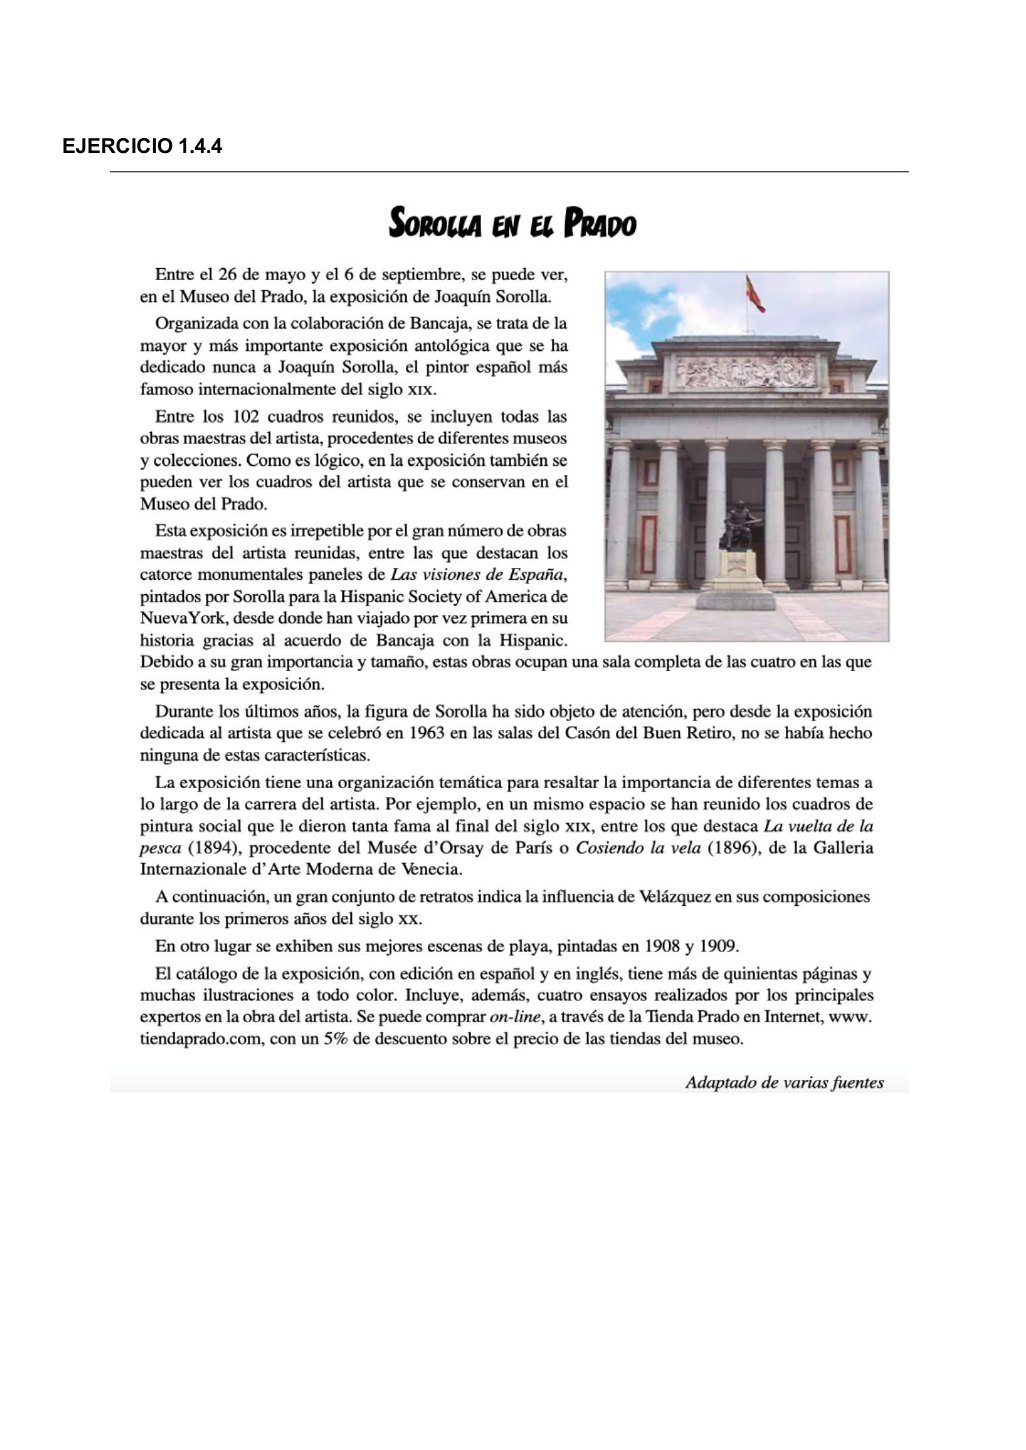 EJERCICIO 1.4.4
SOROLLA EN EL PRADO
Entre el 26 de mayo y el 6 de septiembre, se puede ver,
en el Museo del Prado, la exposición de Joaquín Sorolla.
Organizada con la colaboración de Bancaja, se trata de la
mayor y más importante exposición antológica que se ha
dedicado nunca a Joaquín Sorolla, el pintor español más
famoso internacionalmente del siglo XIX.
Entre los 102 cuadros reunidos, se incluyen todas las
obras maestras del artista, procedentes de diferentes museos
y colecciones. Como es lógico, en la exposición también se
pueden ver los cuadros del artista que se conservan en el
Museo del Prado.
Esta exposición es irrepetible por el gran número de obras
maestras del artista reunidas, entre las que destacan los
catorce monumentales paneles de Las visiones de España,
pintados por Sorolla para la Hispanic Society of America de
NuevaYork, desde donde han viajado por vez primera en su
historia gracias al acuerdo de Bancaja con la Hispanic.
Debido a su gran importancia y tamaño, estas obras ocupan una sala completa de las cuatro en las que
se presenta la exposición.
Durante los últimos años, la figura de Sorolla ha sido objeto de atención, pero desde la exposición
dedicada al artista que se celebró en 1963 en las salas del Casón del Buen Retiro, no se había hecho
ninguna de estas características.
La exposición tiene una organización temática para resaltar la importancia de diferentes temas a
lo largo de la carrera del artista. Por ejemplo, en un mismo espacio se han reunido los cuadros de
pintura social que le dieron tanta fama al final del siglo XIX, entre los que destaca La vuelta de la
pesca (1894), procedente del Musée d'Orsay de París o Cosiendo la vela (1896), de la Galleria
Internazionale d'Arte Moderna de Venecia.
A continuación, un gran conjunto de retratos indica la influencia de Velázquez en sus composiciones
durante los primeros años del siglo XX.
En otro lugar se exhiben sus mejores escenas de playa, pintadas en 1908 y 1909.
El catálogo de la exposición, con edición en español y en inglés, tiene más de quinientas páginas y
muchas ilustraciones a todo color. Incluye, además, cuatro ensayos realizados por los principales
expertos en la obra del artista. Se puede comprar on-line, a través de la Tienda Prado en Internet, www.
tiendaprado.com, con un 5% de descuento sobre el precio de las tiendas del museo.
Adaptado de varias fuentes